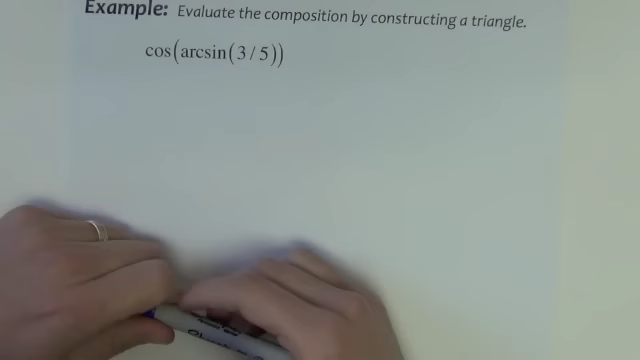 Example: Evaluate the composition by constructing a triangle.
cos(arcsin(3/5))